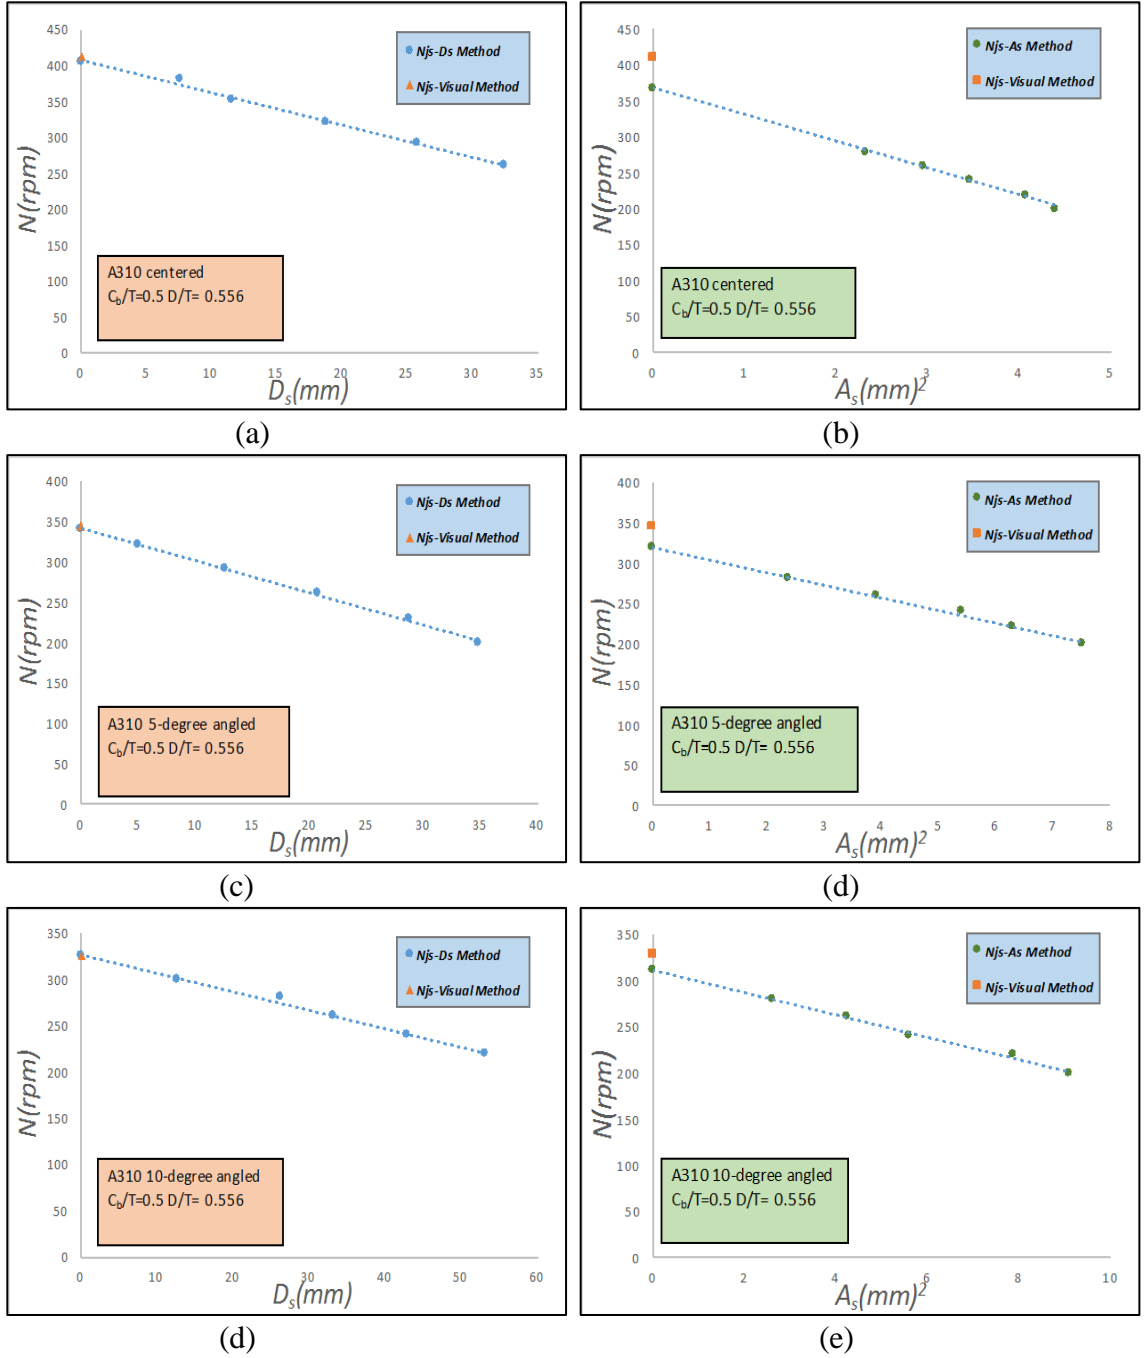 N(rpm)
500
450
400
350
300
250
200
150
100
50
0
Njs-Ds Method
Njs-Visual Method
A310 centered
Cb/T=0.5 D/T= 0.556
0 5 10 15 20 25 30 35
Ds(mm)
(a)
N(rpm)
500
450
400
350
300
250
200
150
100
50
0
Njs-As Method
Njs-Visual Method
A310 centered
Cb/T=0.5 D/T= 0.556
0 1 2 3 4 5
As(mm)²
(b)
N(rpm)
400
350
300
250
200
150
100
50
0
Njs-Ds Method
Njs-Visual Method
A310 5-degree angled
Cb/T=0.5 D/T= 0.556
0 5 10 15 20 25 30 35 40
Ds(mm)
(c)
N(rpm)
400
350
300
250
200
150
100
50
0
Njs-As Method
Njs-Visual Method
A310 5-degree angled
Cb/T=0.5 D/T= 0.556
0 1 2 3 4 5 6 7 8
As(mm)²
(d)
N(rpm)
350
300
250
200
150
100
50
0
Njs-Ds Method
Njs-Visual Method
A310 10-degree angled
Cb/T=0.5 D/T= 0.556
0 10 20 30 40 50 60
Ds(mm)
(d)
N(rpm)
350
300
250
200
150
100
50
0
Njs-As Method
Njs-Visual Method
A310 10-degree angled
Cb/T=0.5 D/T= 0.556
0 2 4 6 8 10
As(mm)²
(e)